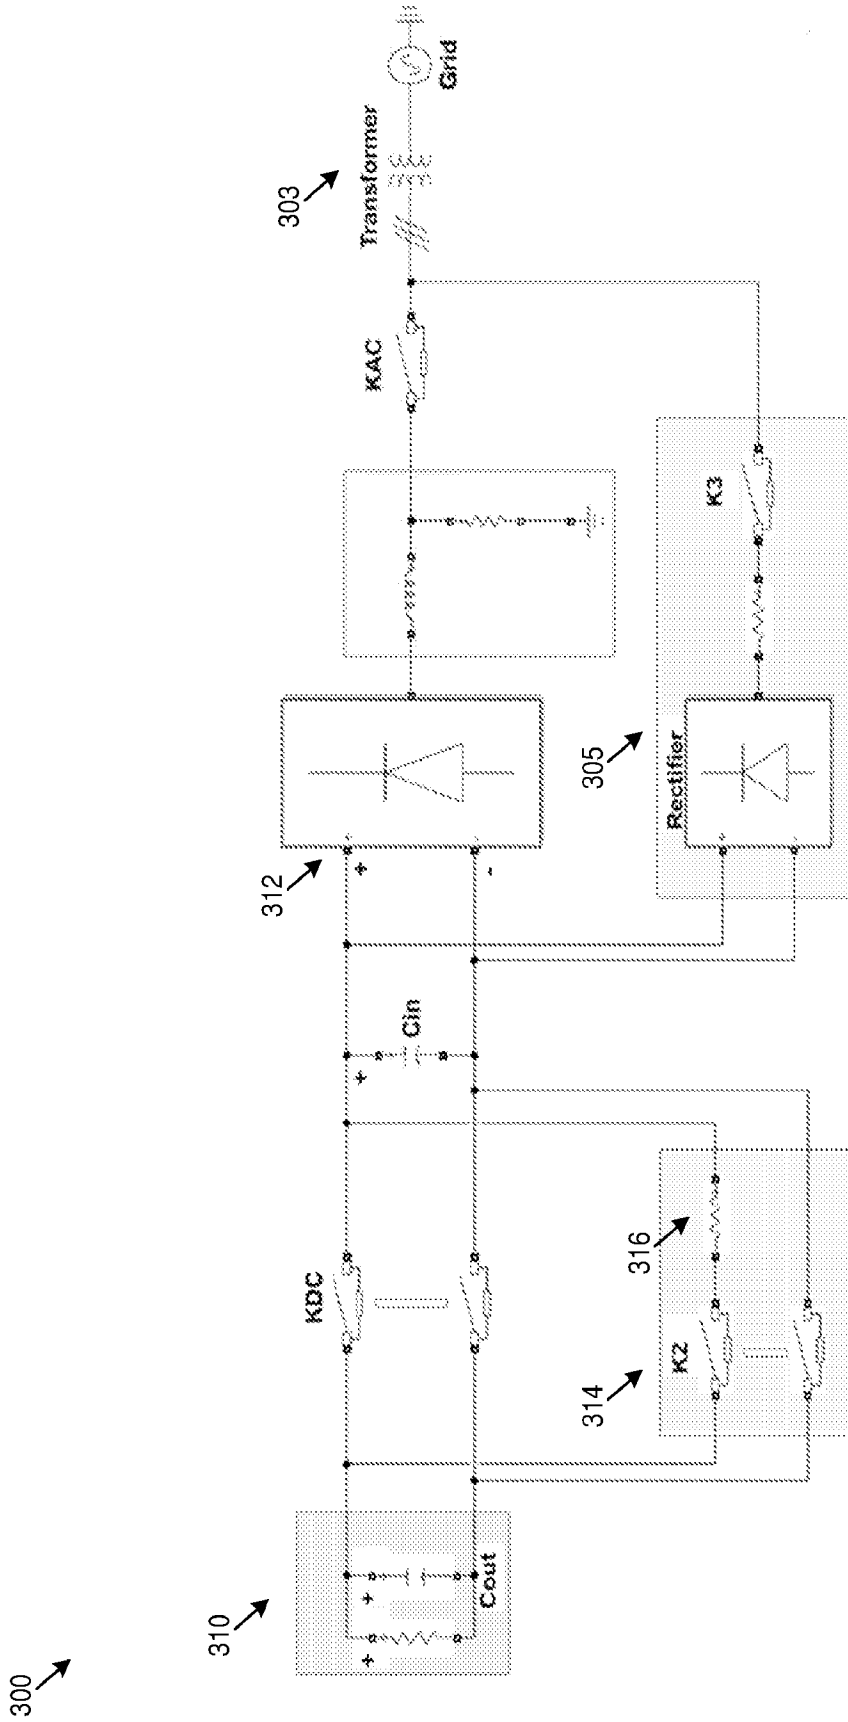 300
310
+
+
Cout
KDC
314
K2
316
+
Cin
312
+
-
+
-
305
Rectifier
K3
KAC
303
Transformer
Grid